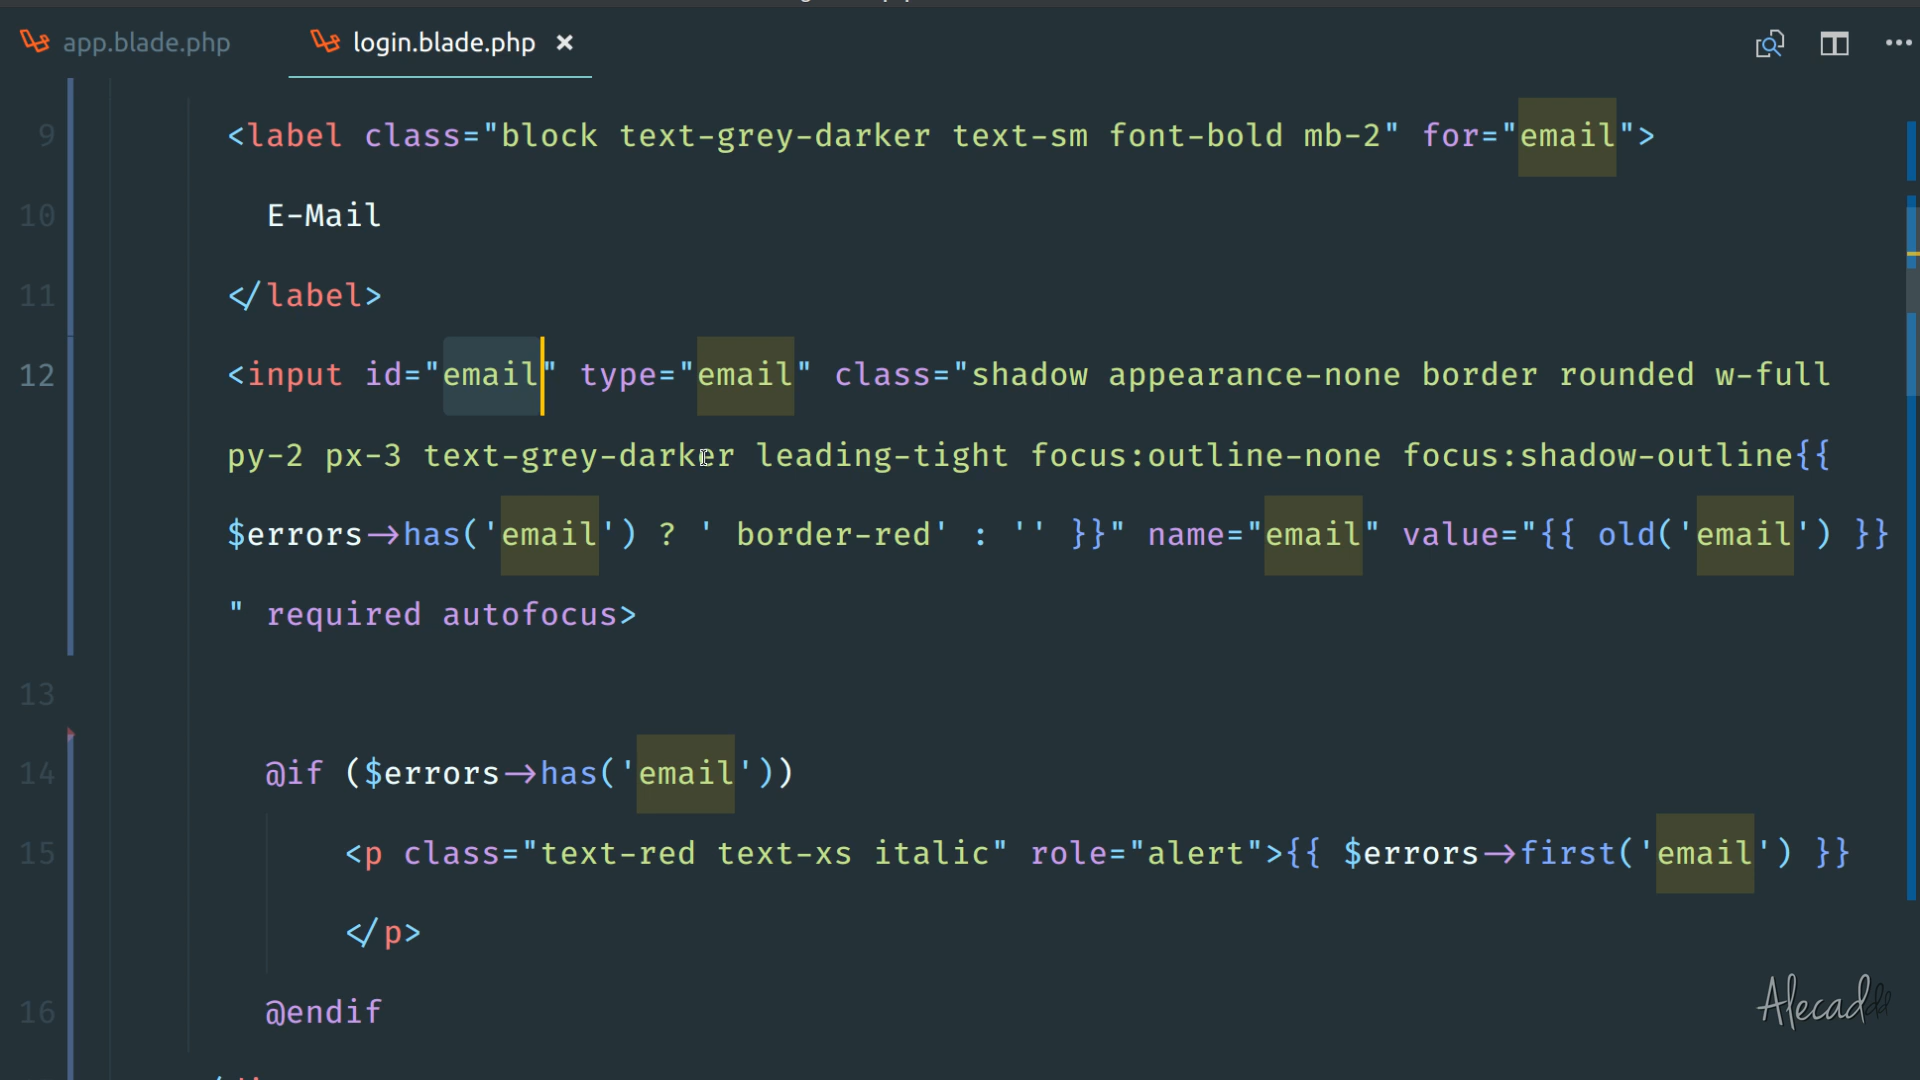 app.blade.php
login.blade.php ×
9 <label class="block text-grey-darker text-sm font-bold mb-2" for="email">
10 E-Mail
11 </label>
12 <input id="email" type="email" class="shadow appearance-none border rounded w-full
py-2 px-3 text-grey-darker leading-tight focus:outline-none focus:shadow-outline{{
$errors->has('email') ? ' border-red' : '' }}" name="email" value="{{ old('email') }}
" required autofocus>
13
14 @if ($errors->has('email'))
15 <p class="text-red text-xs italic" role="alert">{{ $errors->first('email') }}
</p>
16 @endif
Alecaddd